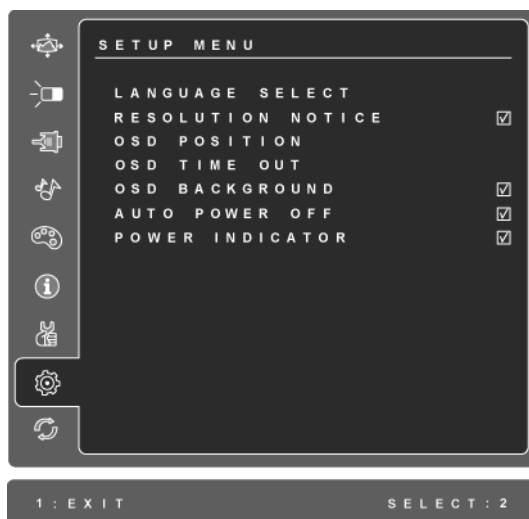 SETUP MENU
LANGUAGE SELECT
RESOLUTION NOTICE
OSD POSITION
OSD TIME OUT
OSD BACKGROUND
AUTO POWER OFF
POWER INDICATOR
1:EXIT SELECT:2